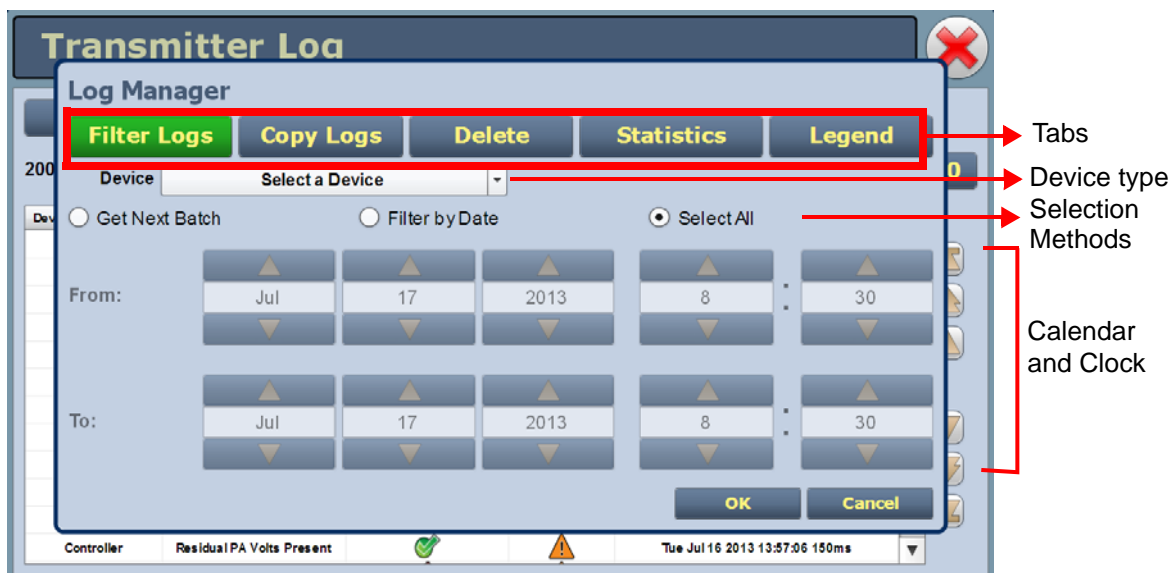 Transmitter Log
Log Manager
Filter Logs Copy Logs Delete Statistics Legend
Tabs
200
0
Device Select a Device
Device type
Dev
Get Next Batch Filter by Date Select All
Selection
Methods
From: Jul 17 2013 8 : 30
Calendar
and Clock
To: Jul 17 2013 8 : 30
OK Cancel
Controller Residual PA Volts Present Tue Jul 16 2013 13:57:06 150ms